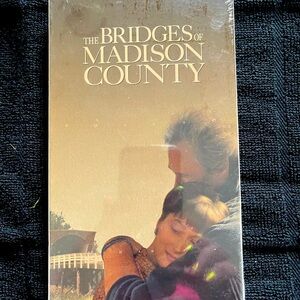 THE BRIDGES OF
MADISON
COUNTY